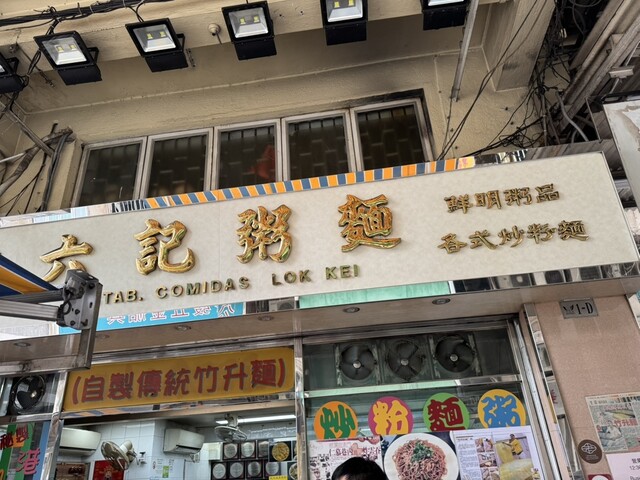 六記粥麵
鮮明粥品
各式炒粉麵
TAB. COMIDAS LOK KEI
(自製傳統竹升麵)
炒粉麵粥
1-D